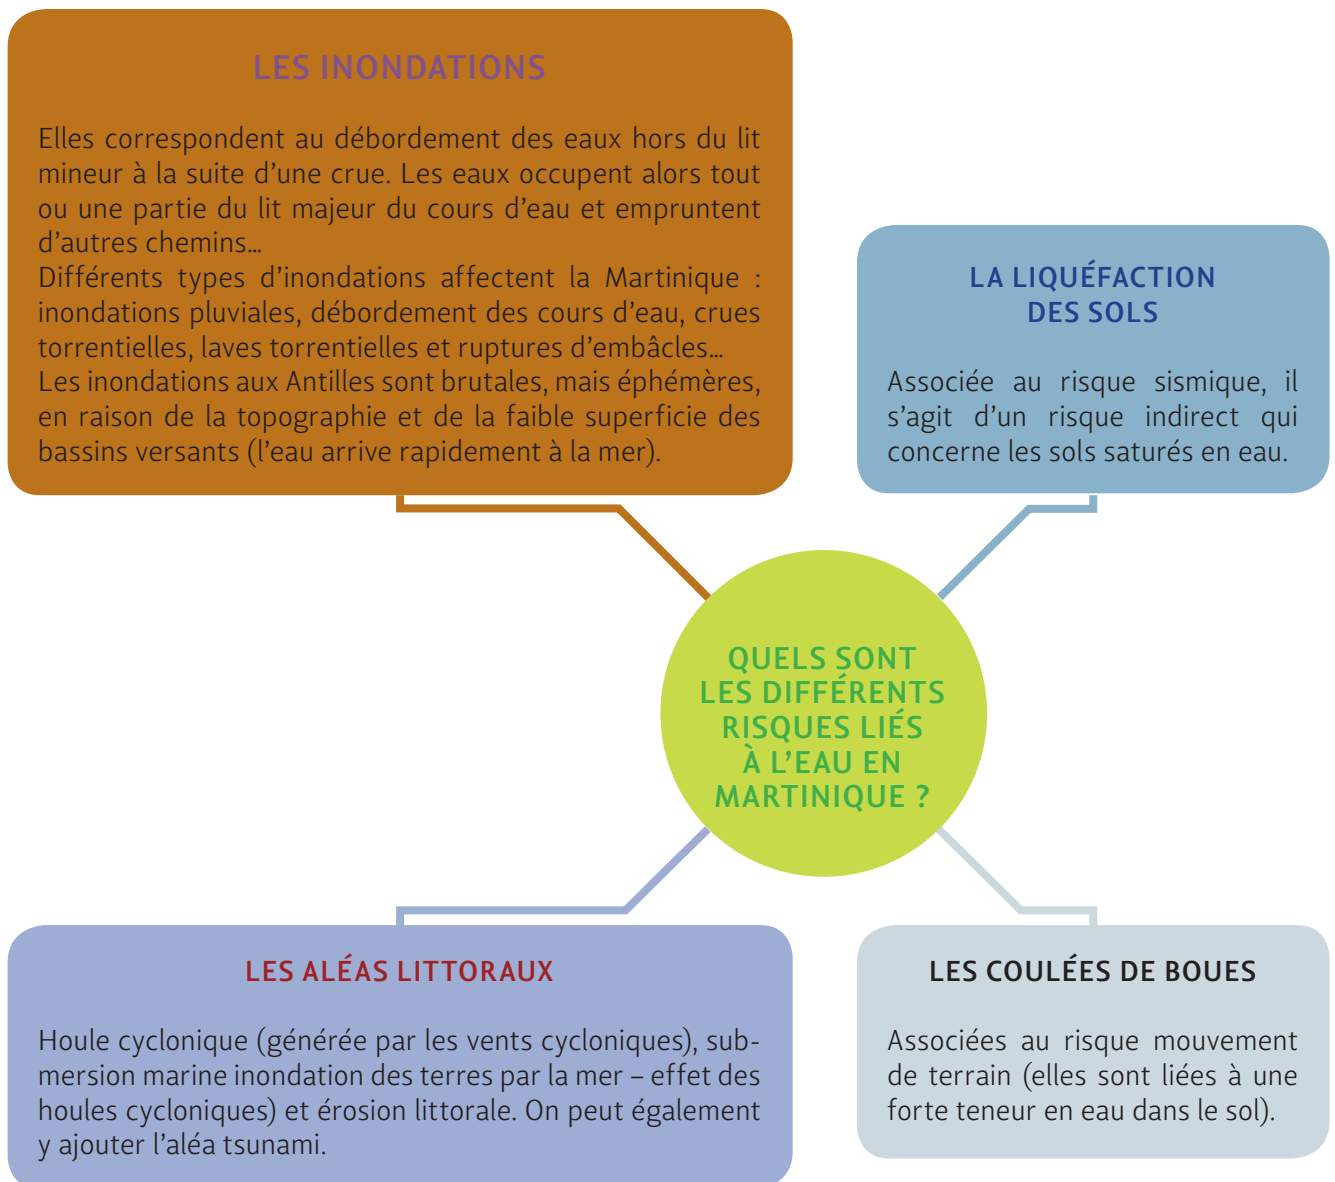 LES INONDATIONS
Elles correspondent au débordement des eaux hors du lit
mineur à la suite d’une crue. Les eaux occupent alors tout
ou une partie du lit majeur du cours d’eau et empruntent
d’autres chemins…
Différents types d’inondations affectent la Martinique :
inondations pluviales, débordement des cours d’eau, crues
torrentielles, laves torrentielles et ruptures d’embâcles…
Les inondations aux Antilles sont brutales, mais éphémères,
en raison de la topographie et de la faible superficie des
bassins versants (l’eau arrive rapidement à la mer).
LA LIQUÉFACTION
DES SOLS
Associée au risque sismique, il
s’agit d’un risque indirect qui
concerne les sols saturés en eau.
QUELS SONT
LES DIFFÉRENTS
RISQUES LIÉS
À L’EAU EN
MARTINIQUE ?
LES ALÉAS LITTORAUX
Houle cyclonique (générée par les vents cycloniques), sub-
mersion marine inondation des terres par la mer – effet des
houles cycloniques) et érosion littorale. On peut également
y ajouter l’aléa tsunami.
LES COULÉES DE BOUES
Associées au risque mouvement
de terrain (elles sont liées à une
forte teneur en eau dans le sol).